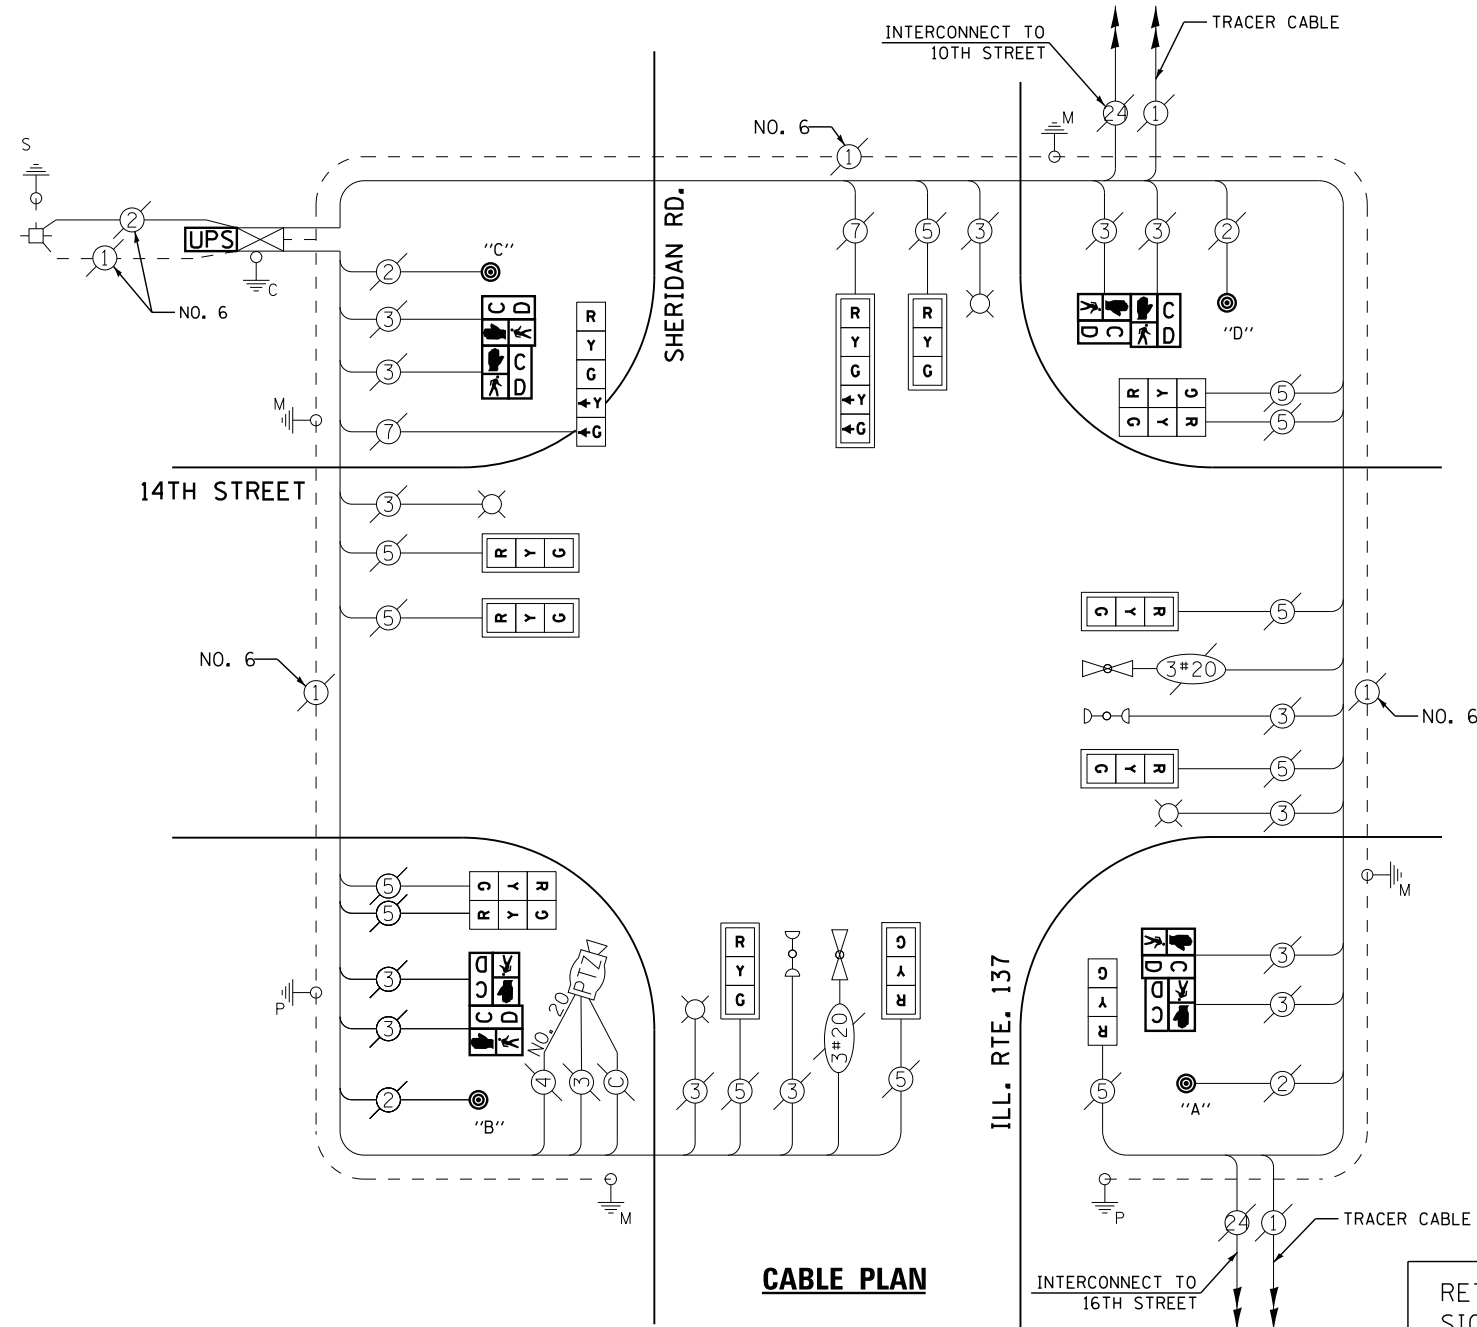 INTERCONNECT TO
10TH STREET
TRACER CABLE
24
1
M
NO. 6
1
S
2
UPS
1
C
NO. 6
SHERIDAN RD.
2
"C"
3
C D
3
C
D
M
7
R
Y
G
Y
G
7
5
3
R
Y
G
Y
G
R
Y
G
3
3
2
C
D
D C
"D"
R Y G
5
G Y R
5
14TH STREET
3
5
R Y G
5
R Y G
G Y R
5
3#20
3
G Y R
5
3
NO. 6
1
1
NO. 6
M
5
G Y R
5
R Y G
3
D
C
3
C D
P
2
"B"
PTZ
NO. 20
4
3
C
3
R
Y
G
5
3
3#20
G
Y
R
5
M
ILL. RTE. 137
G
Y
R
5
D C
3
D
C
3
"A"
2
P
24
1
TRACER CABLE
INTERCONNECT TO
16TH STREET
CABLE PLAN